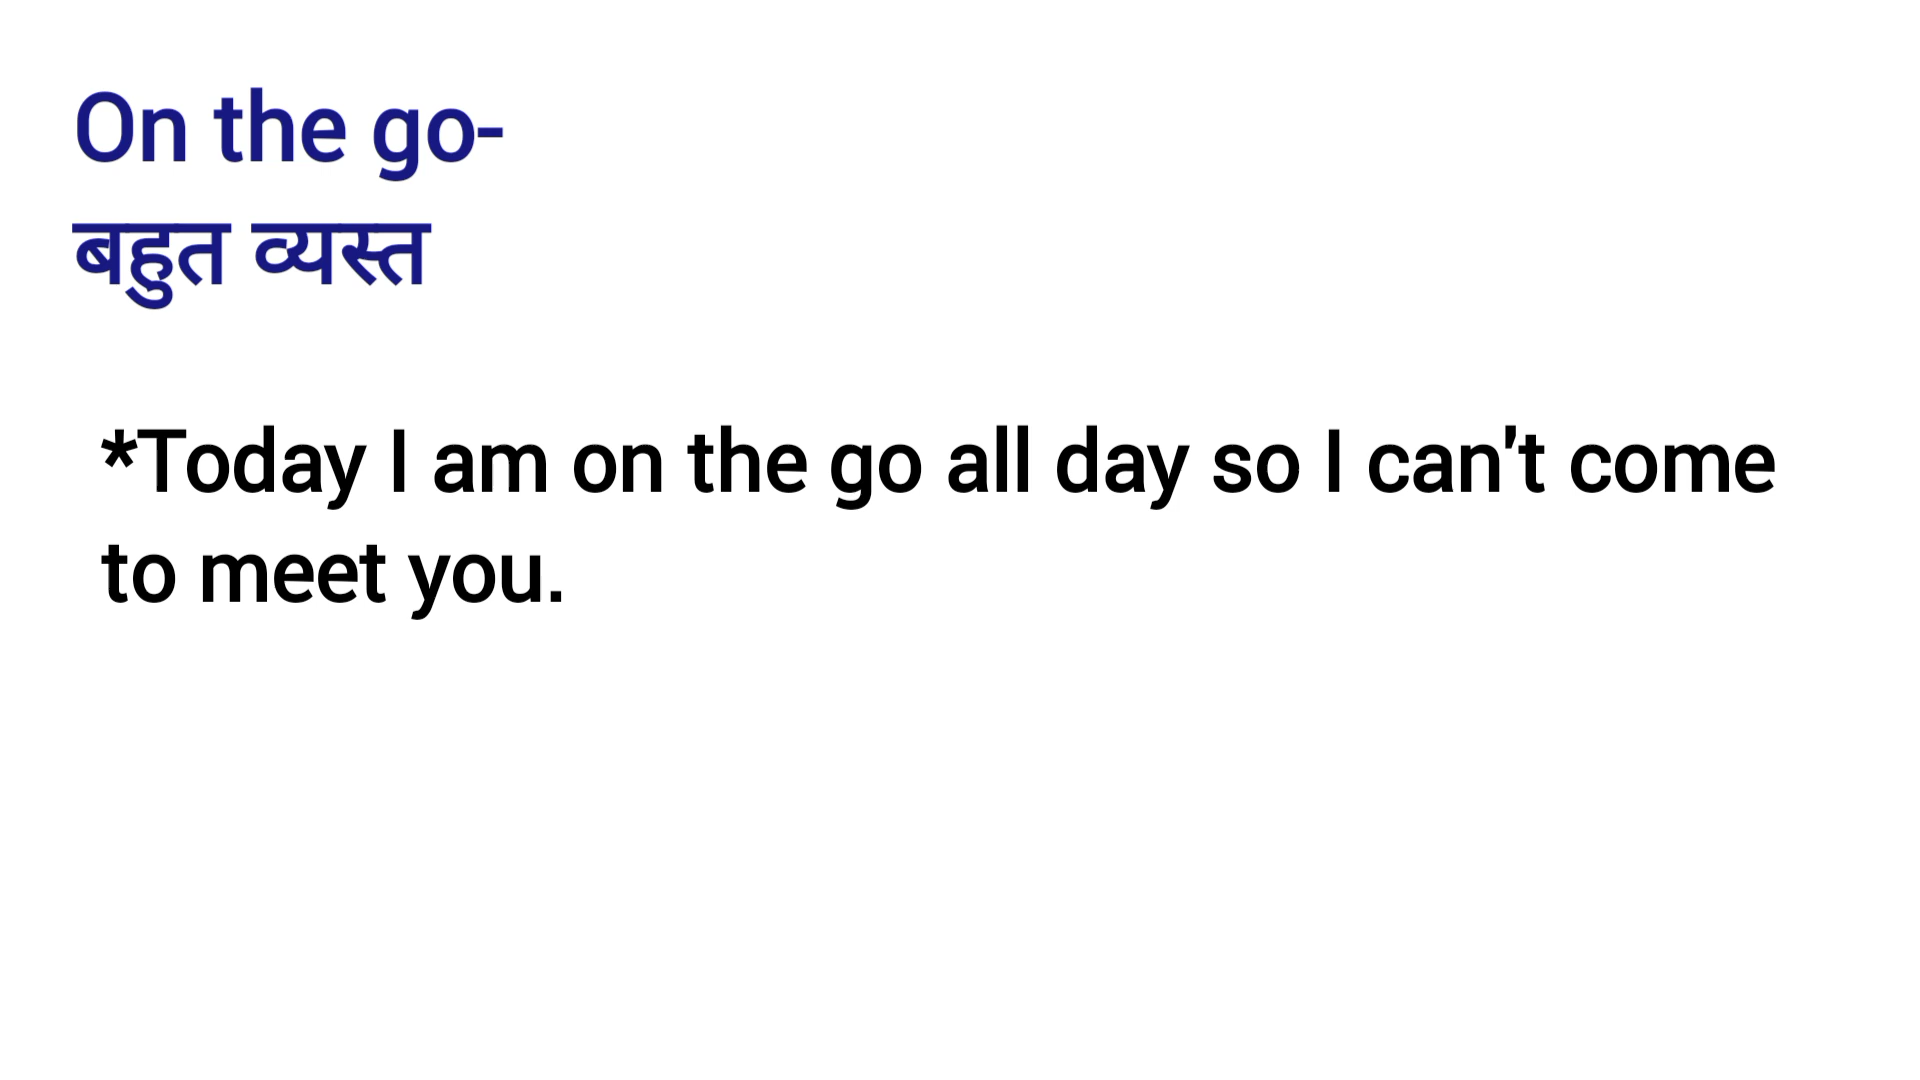 On the go-
बहुत व्यस्त
*Today I am on the go all day so I can't come
to meet you.